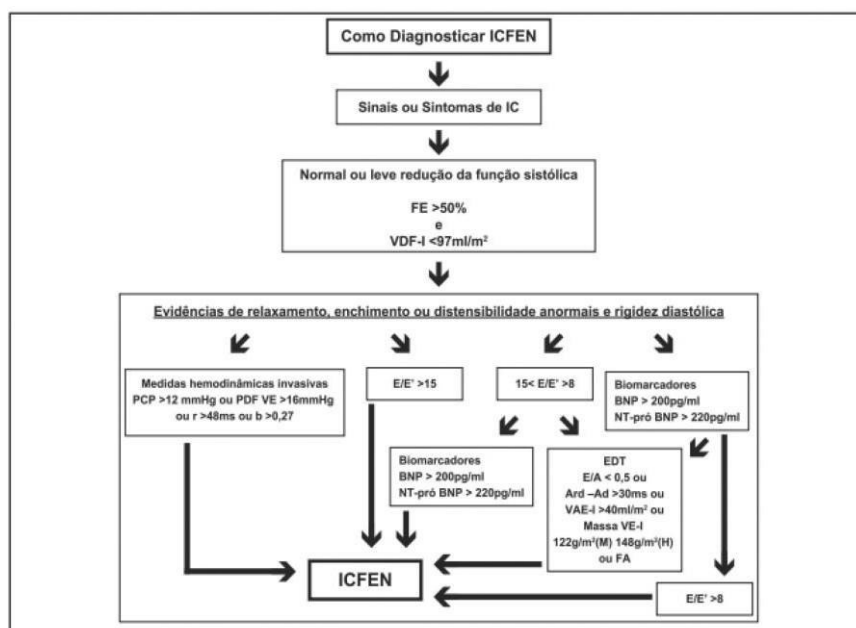 Como Diagnosticar ICFEN
Sinais ou Sintomas de IC
Normal ou leve redução da função sistólica
FE >50%
e
VDF-I <97ml/m²
Evidências de relaxamento, enchimento ou distensibilidade anormais e rigidez diastólica
Medidas hemodinâmicas invasivas
PCP >12 mmHg ou PDF VE >16mmHg
ou r >48ms ou b >0,27
E/E' >15
15< E/E' >8
Biomarcadores
BNP > 200pg/ml
NT-pró BNP > 220pg/ml
Biomarcadores
BNP > 200pg/ml
NT-pró BNP > 220pg/ml
EDT
E/A < 0,5 ou
Ard –Ad >30ms ou
VAE-I >40ml/m² ou
Massa VE-I
122g/m²(M) 148g/m²(H)
ou FA
ICFEN
E/E' >8